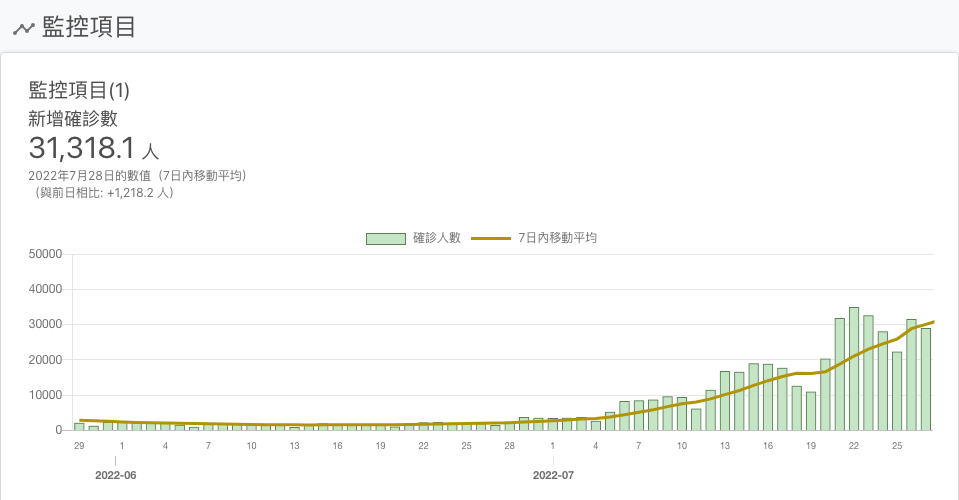 監控項目
監控項目(1)
新增確診數
31,318.1 人
2022年7月28日的數值（7日內移動平均）
（與前日相比: +1,218.2 人）
確診人數 7日內移動平均
50000
40000
30000
20000
10000
0
29 1 4 7 10 13 16 19 22 25 28 1 4 7 10 13 16 19 22 25
2022-06 2022-07